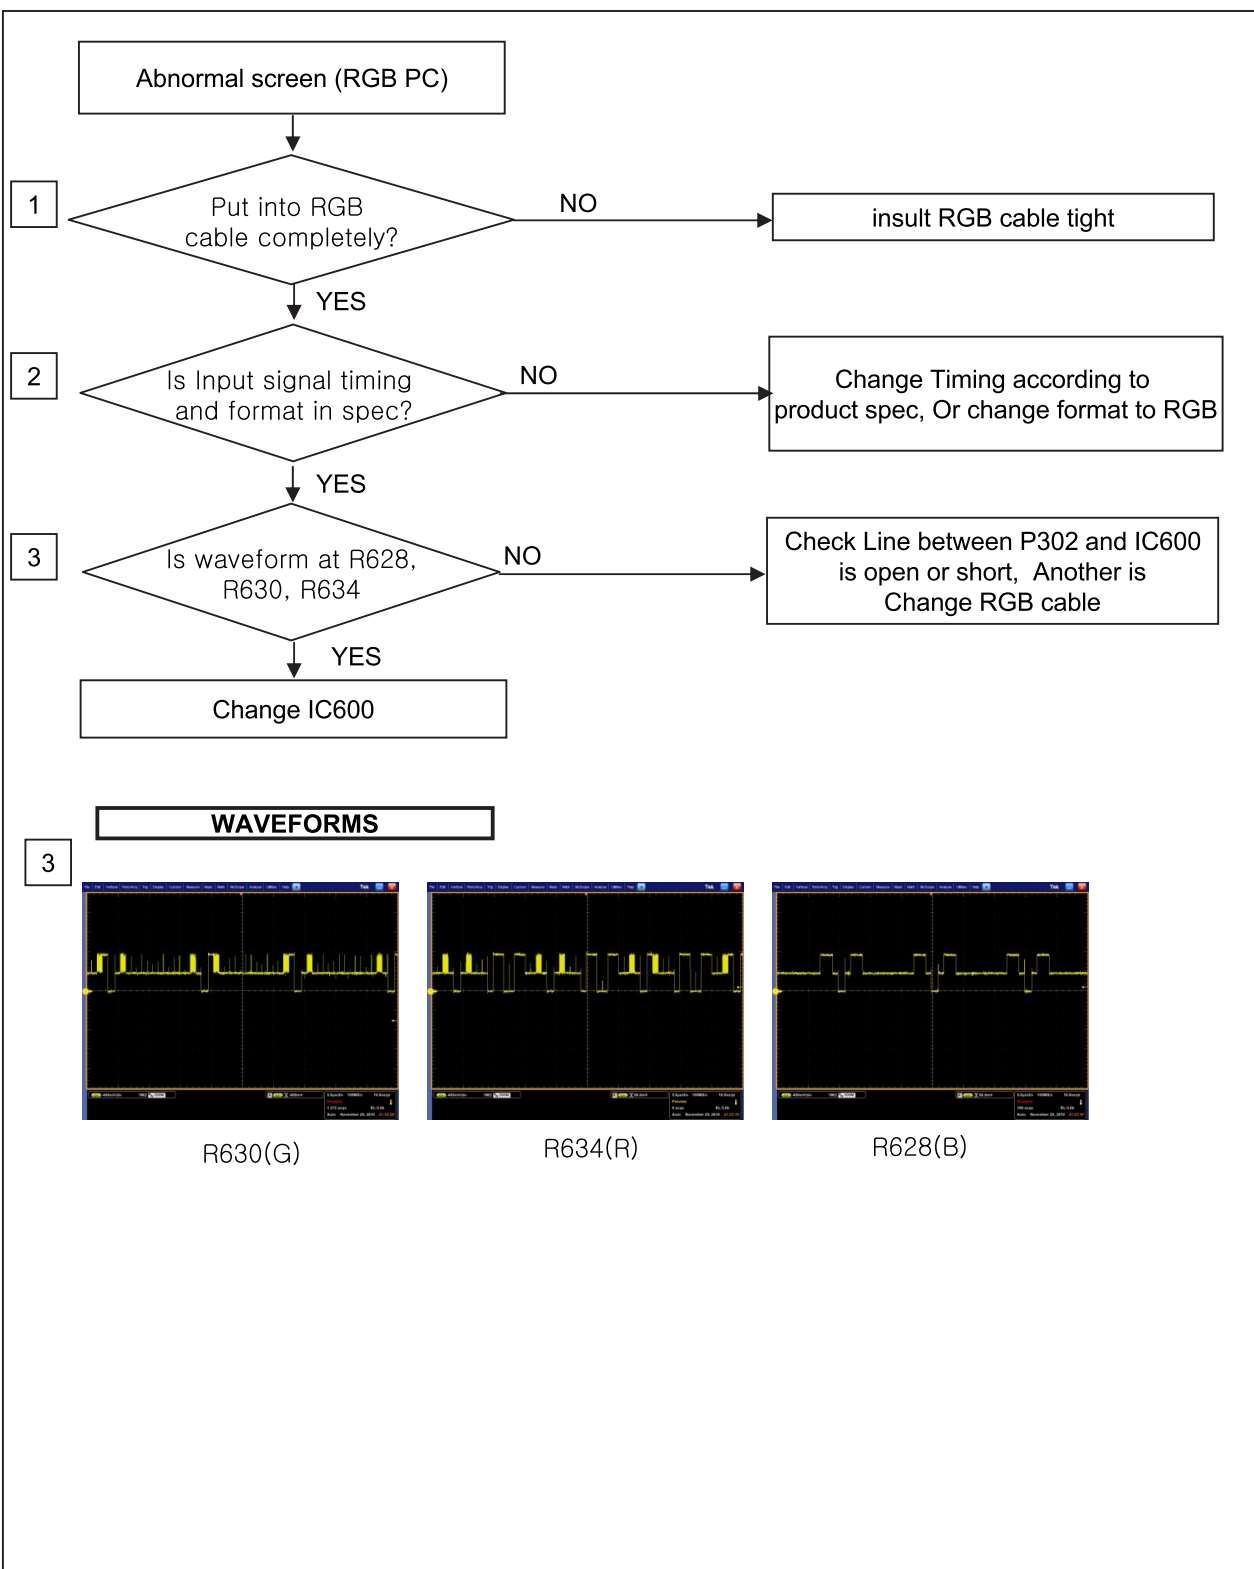 Abnormal screen (RGB PC)
1
Put into RGB
cable completely?
NO
insult RGB cable tight
YES
2
Is Input signal timing
and format in spec?
NO
Change Timing according to
product spec, Or change format to RGB
YES
3
Is waveform at R628,
R630, R634
NO
Check Line between P302 and IC600
is open or short, Another is
Change RGB cable
YES
Change IC600
WAVEFORMS
3
Tek
Tek
Tek
R630(G)
R634(R)
R628(B)